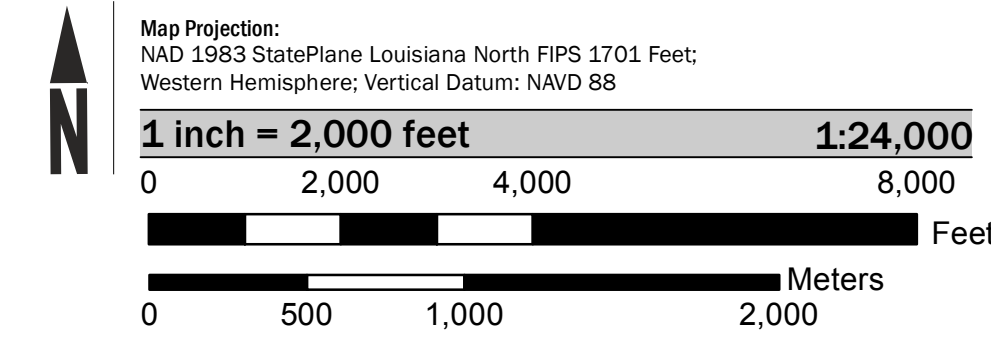 N
Map Projection:
NAD 1983 StatePlane Louisiana North FIPS 1701 Feet;
Western Hemisphere; Vertical Datum: NAVD 88
1 inch = 2,000 feet 1:24,000
0 2,000 4,000 8,000
Feet
Meters
0 500 1,000 2,000